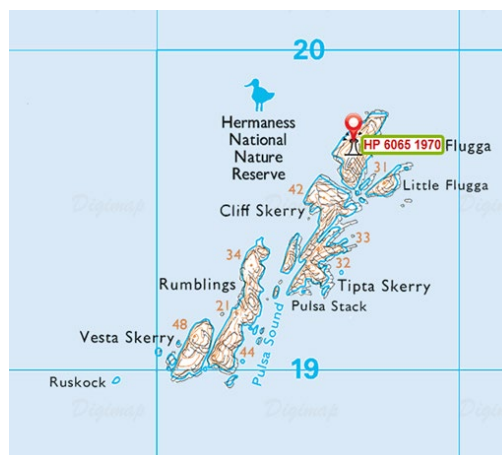 20
Hermaness
National
Nature
Reserve
HP 6065 1970
Flugga
31
Little Flugga
42
Cliff Skerry
33
34
32
Rumblings
Tipta Skerry
21
Pulsa Stack
Vesta Skerry
48
Pulsa Sound
44
19
Ruskock
Digimap
Digimap
Digimap
Digimap